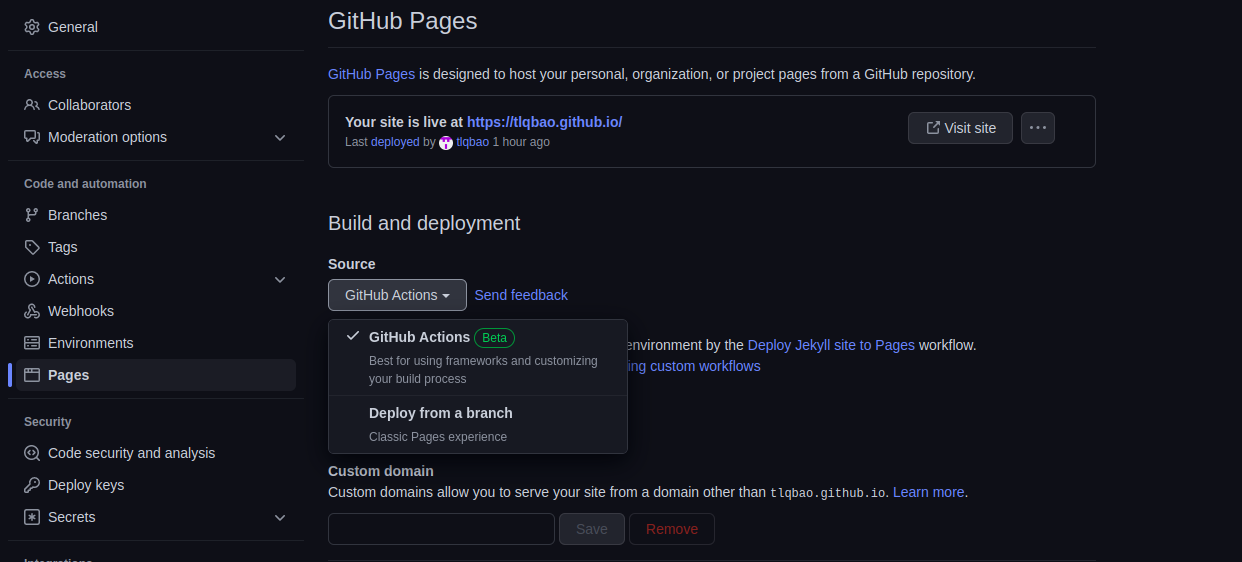 General
Access
Collaborators
Moderation options
Code and automation
Branches
Tags
Actions
Webhooks
Environments
Pages
Security
Code security and analysis
Deploy keys
Secrets
Integrations
GitHub Pages
GitHub Pages is designed to host your personal, organization, or project pages from a GitHub repository.
Your site is live at https://tlqbao.github.io/
Last deployed by tlqbao 1 hour ago
Visit site
Build and deployment
Source
GitHub Actions
Send feedback
GitHub Actions Beta
Best for using frameworks and customizing
your build process
Deploy from a branch
Classic Pages experience
environment by the Deploy Jekyll site to Pages workflow.
custom workflows
Custom domain
Custom domains allow you to serve your site from a domain other than tlqbao.github.io. Learn more.
Save
Remove